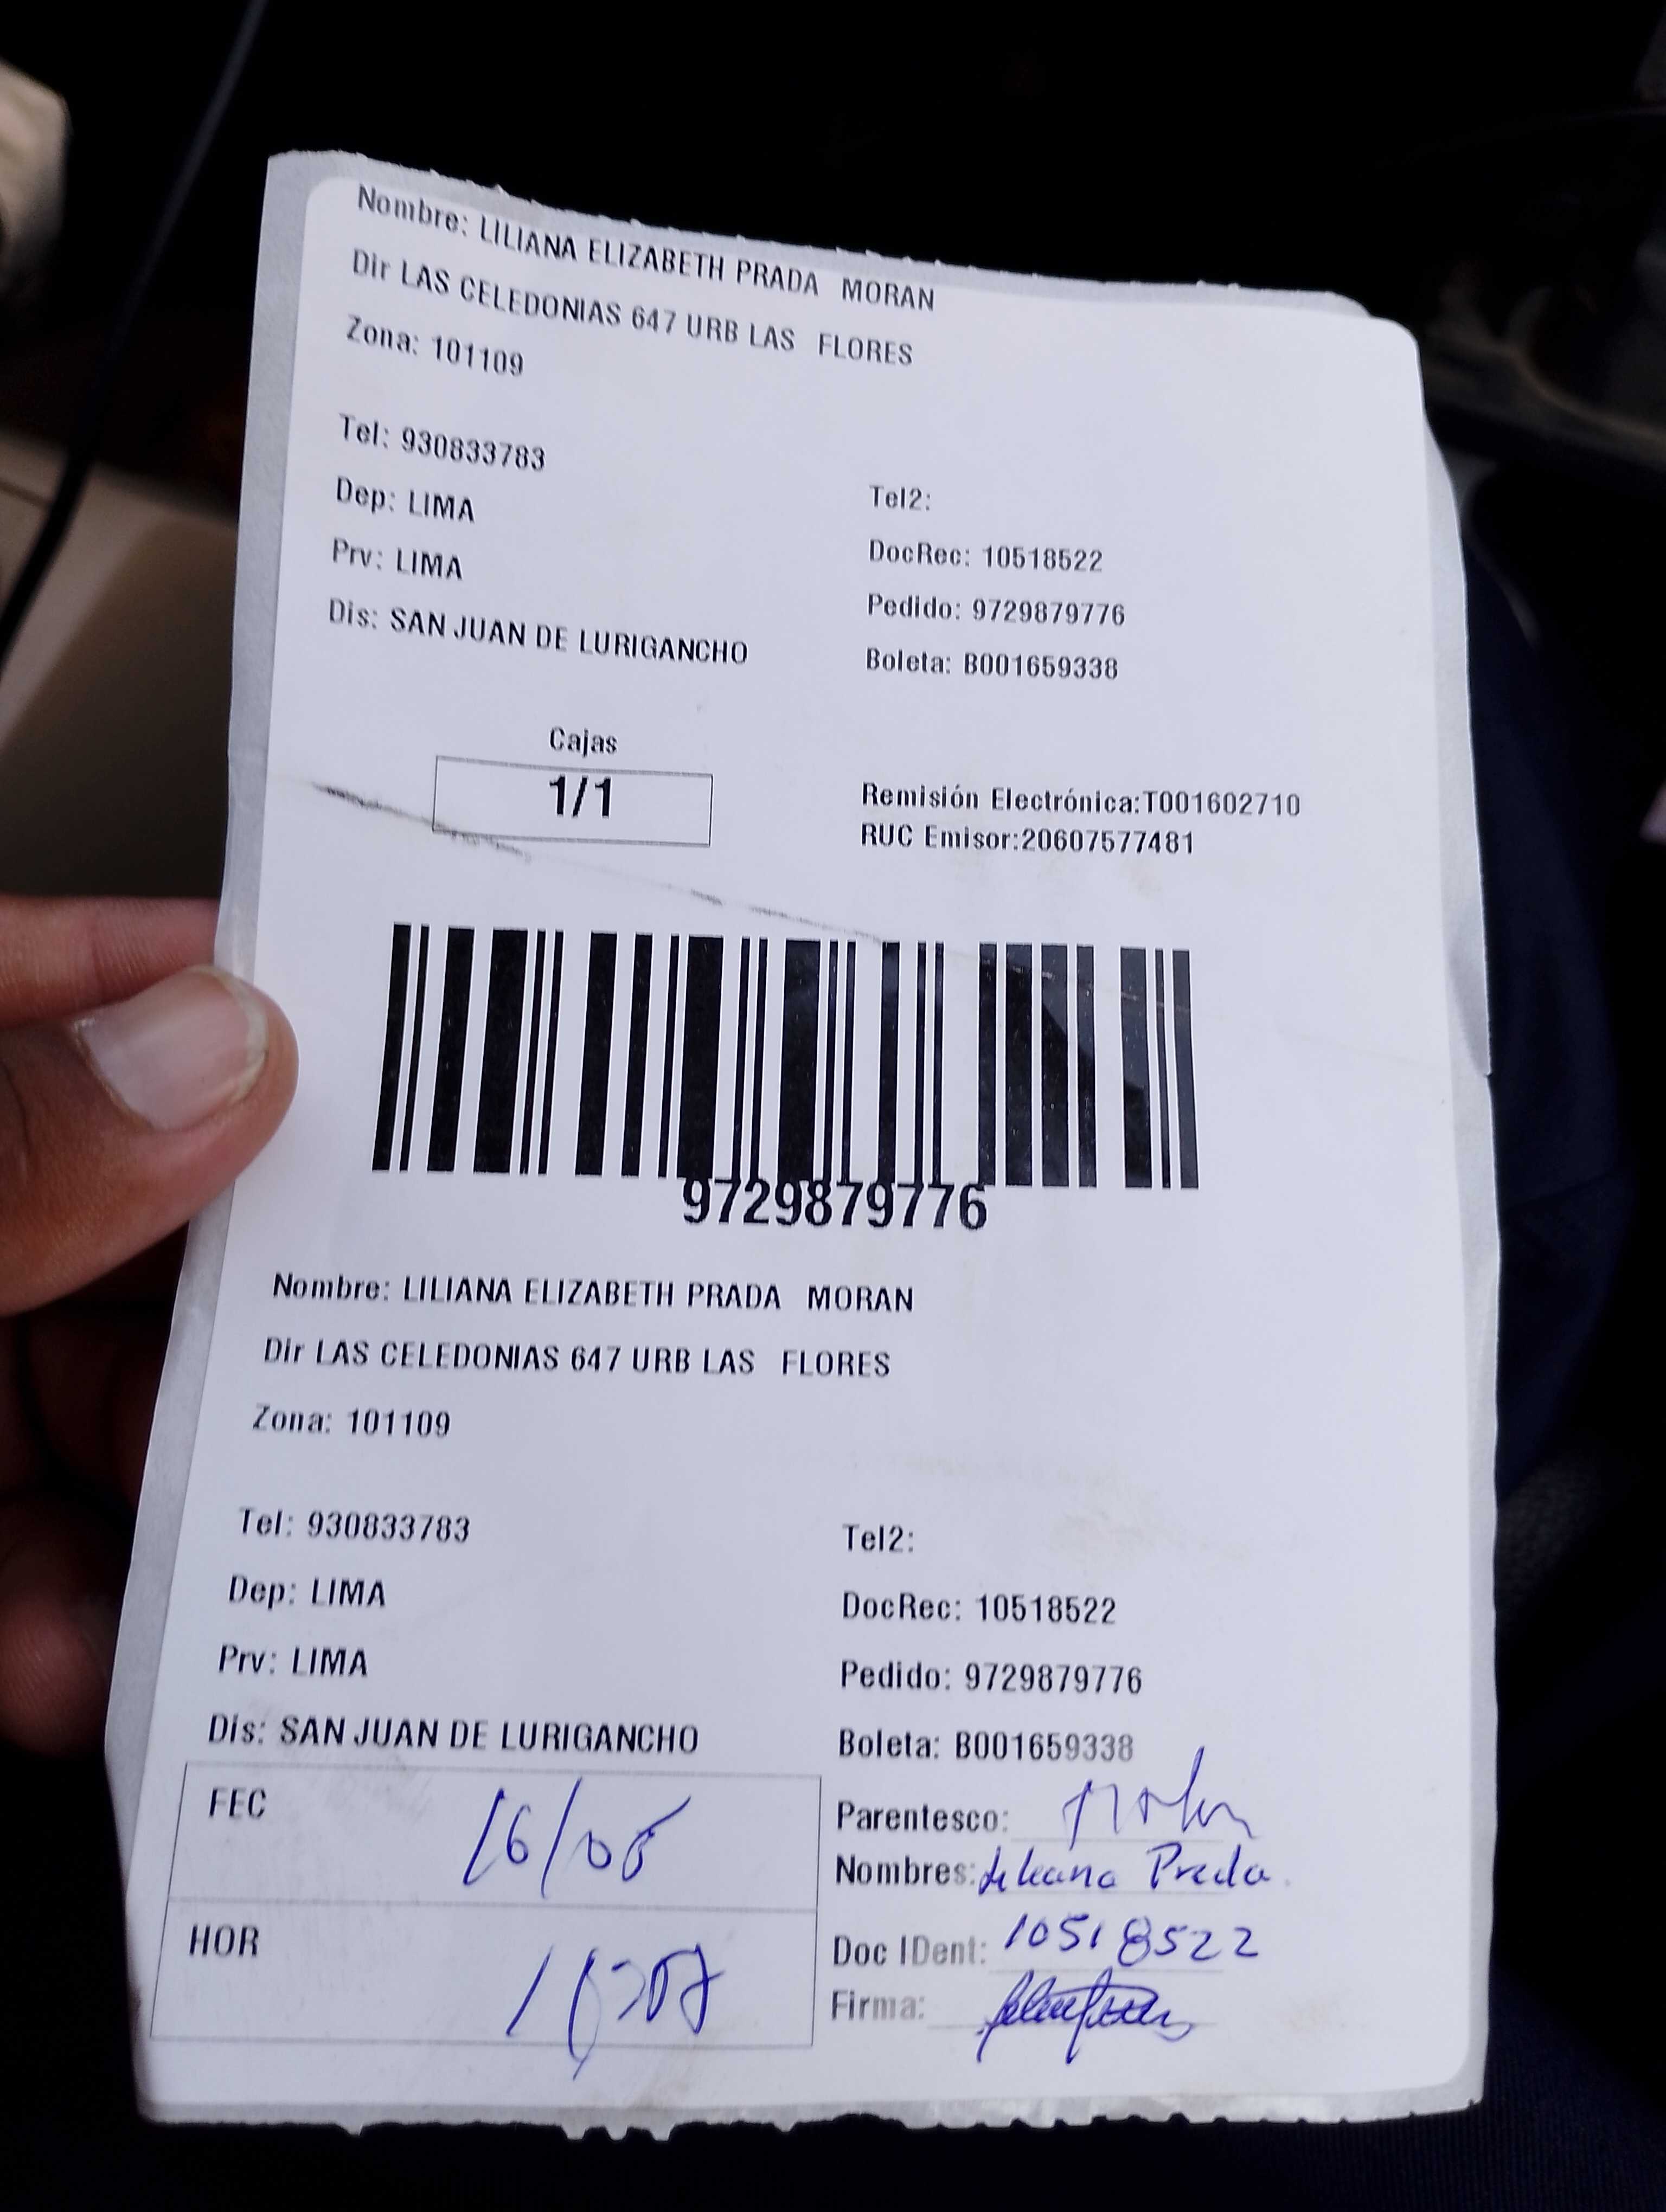 Nombre: LILIANA ELIZABETH PRADA MORAN
Dir LAS CELEDONIAS 647 URB LAS FLORES
Zona: 101109
Tel: 930833783
Tel2:
Dep: LIMA
DocRec: 10518522
Prv: LIMA
Pedido: 9729879776
Dis: SAN JUAN DE LURIGANCHO
Boleta: B001659338
Cajas
1/1
Remisión Electrónica:T001602710
RUC Emisor:20607577481
9729879776
Nombre: LILIANA ELIZABETH PRADA MORAN
Dir LAS CELEDONIAS 647 URB LAS FLORES
Zona: 101109
Tel: 930833783
Tel2:
Dep: LIMA
DocRec: 10518522
Prv: LIMA
Pedido: 9729879776
Dis: SAN JUAN DE LURIGANCHO
Boleta: B001659338
FEC 16/06
Parentesco:
Nombres: Liliana Prada
HOR
Doc IDent: 10518522
Firma: